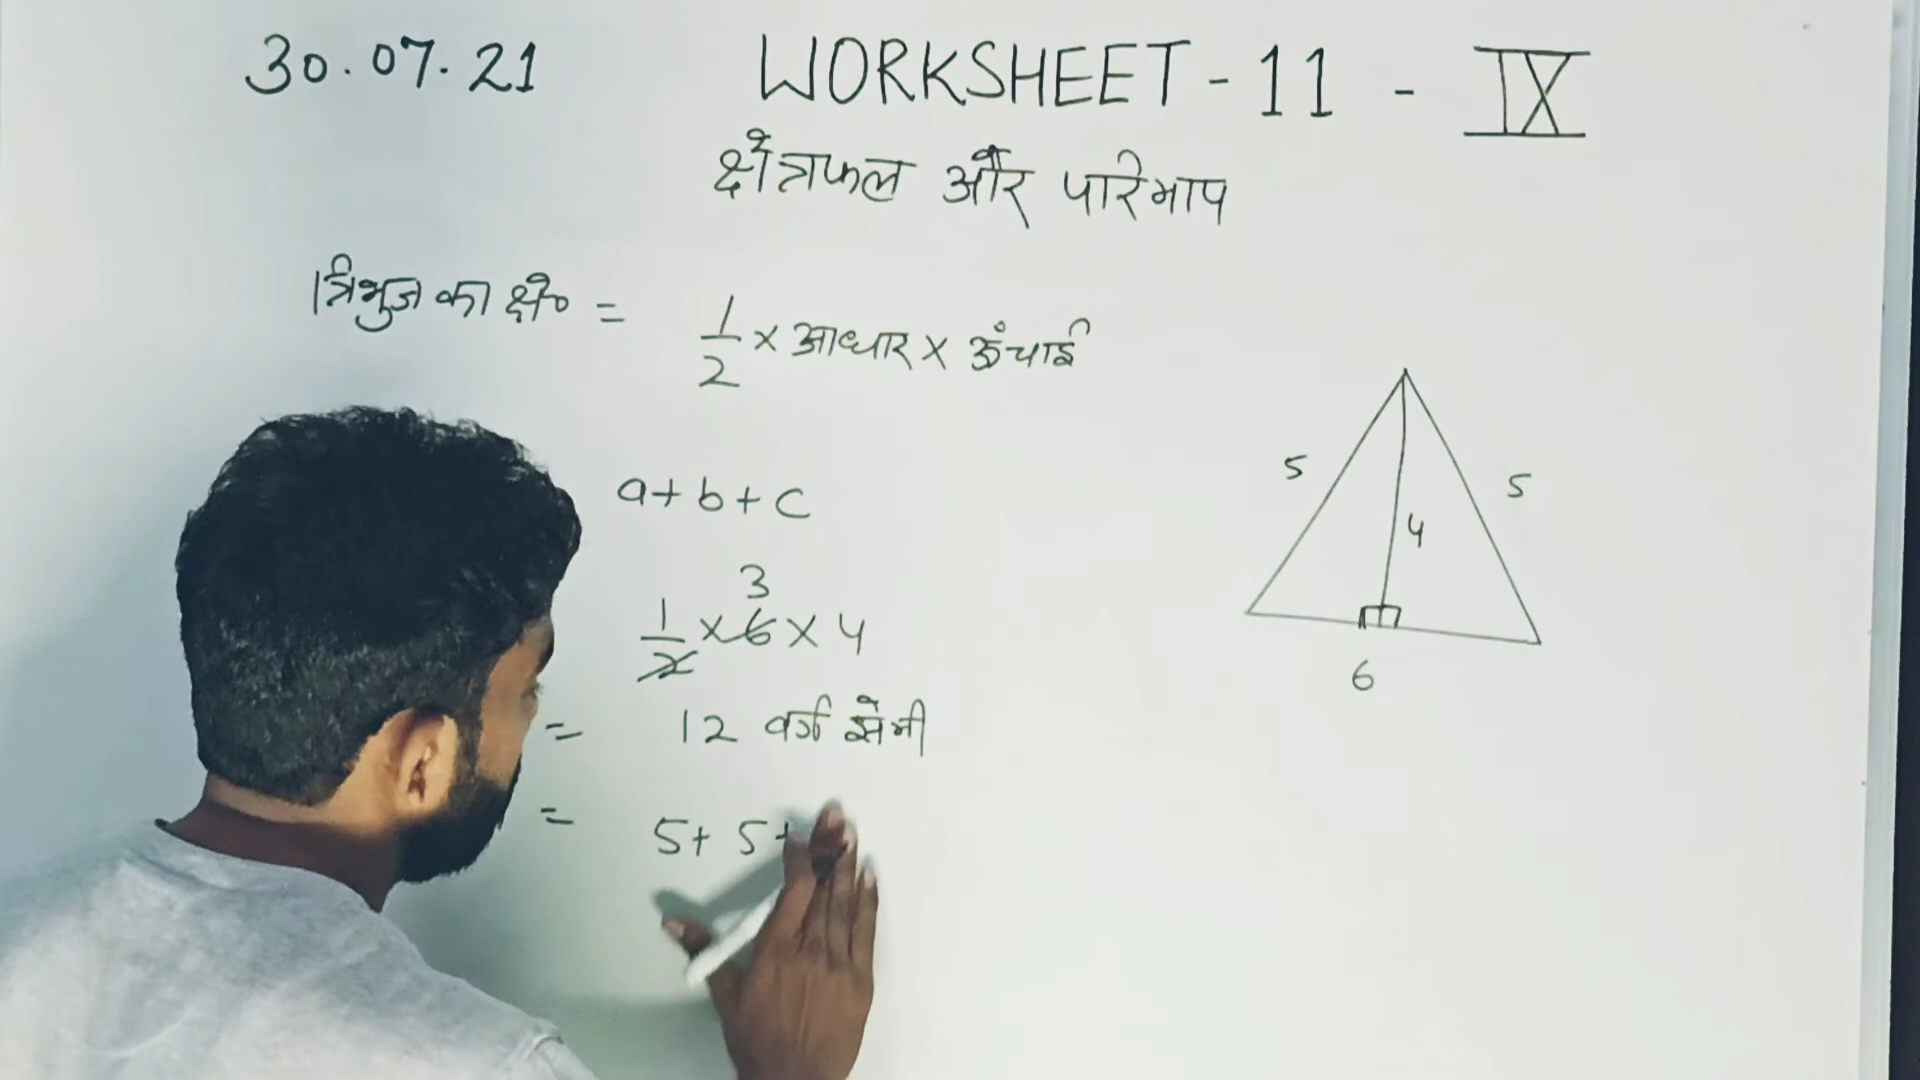 30.07.21 WORKSHEET - 11 - IX
क्षेत्रफल और परिमाप
त्रिभुज का क्षे० = 1/2 × आधार × ऊंचाई
a + b + c
3
1/2 × 6 × 4
= 12 वर्ग सेमी
= 5 + 5 +
5
5
4
6